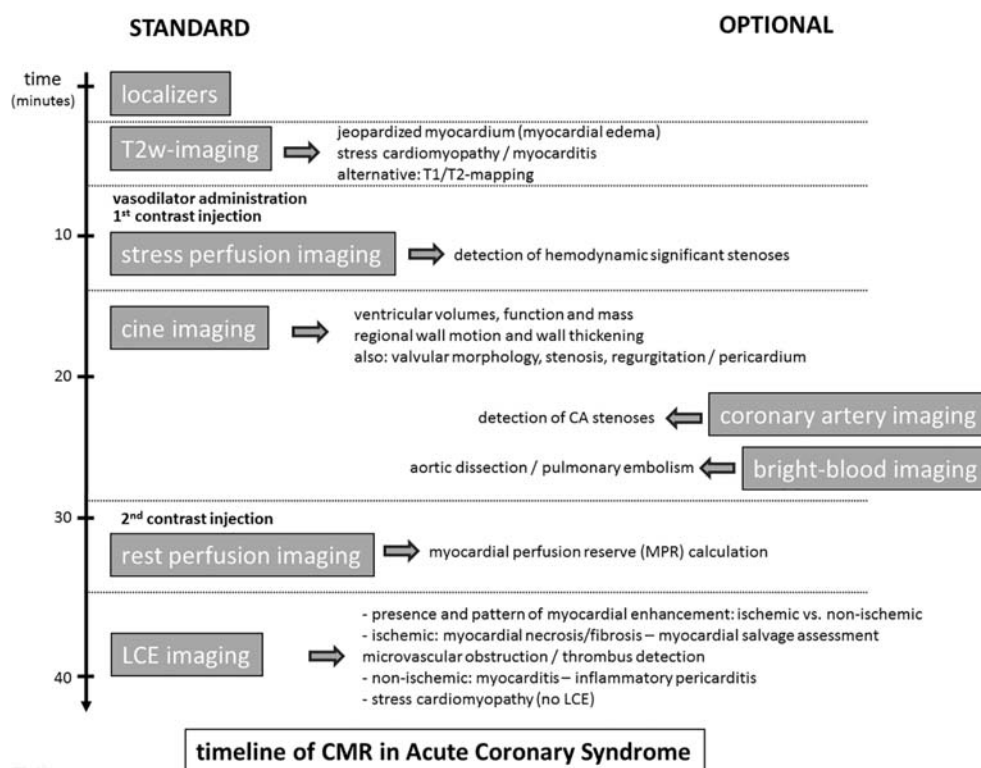 STANDARD
OPTIONAL
time
(minutes)
localizers
T2w-imaging
jeopardized myocardium (myocardial edema)
stress cardiomyopathy / myocarditis
alternative: T1/T2-mapping
vasodilator administration
1st contrast injection
10
stress perfusion imaging
detection of hemodynamic significant stenoses
cine imaging
ventricular volumes, function and mass
regional wall motion and wall thickening
also: valvular morphology, stenosis, regurgitation / pericardium
20
detection of CA stenoses
coronary artery imaging
aortic dissection / pulmonary embolism
bright-blood imaging
30
2nd contrast injection
rest perfusion imaging
myocardial perfusion reserve (MPR) calculation
LCE imaging
- presence and pattern of myocardial enhancement: ischemic vs. non-ischemic
- ischemic: myocardial necrosis/fibrosis – myocardial salvage assessment
microvascular obstruction / thrombus detection
- non-ischemic: myocarditis – inflammatory pericarditis
- stress cardiomyopathy (no LCE)
40
timeline of CMR in Acute Coronary Syndrome